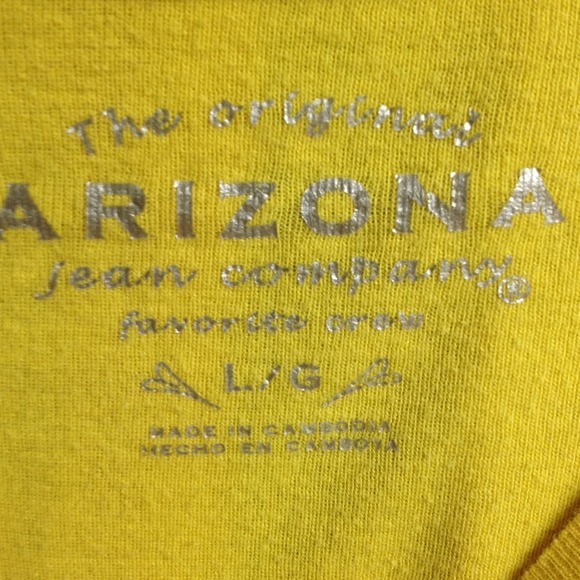 The original
ARIZONA
jean company®
favorite crew
L/G
MADE IN CAMBODIA
HECHO EN CAMBOYA